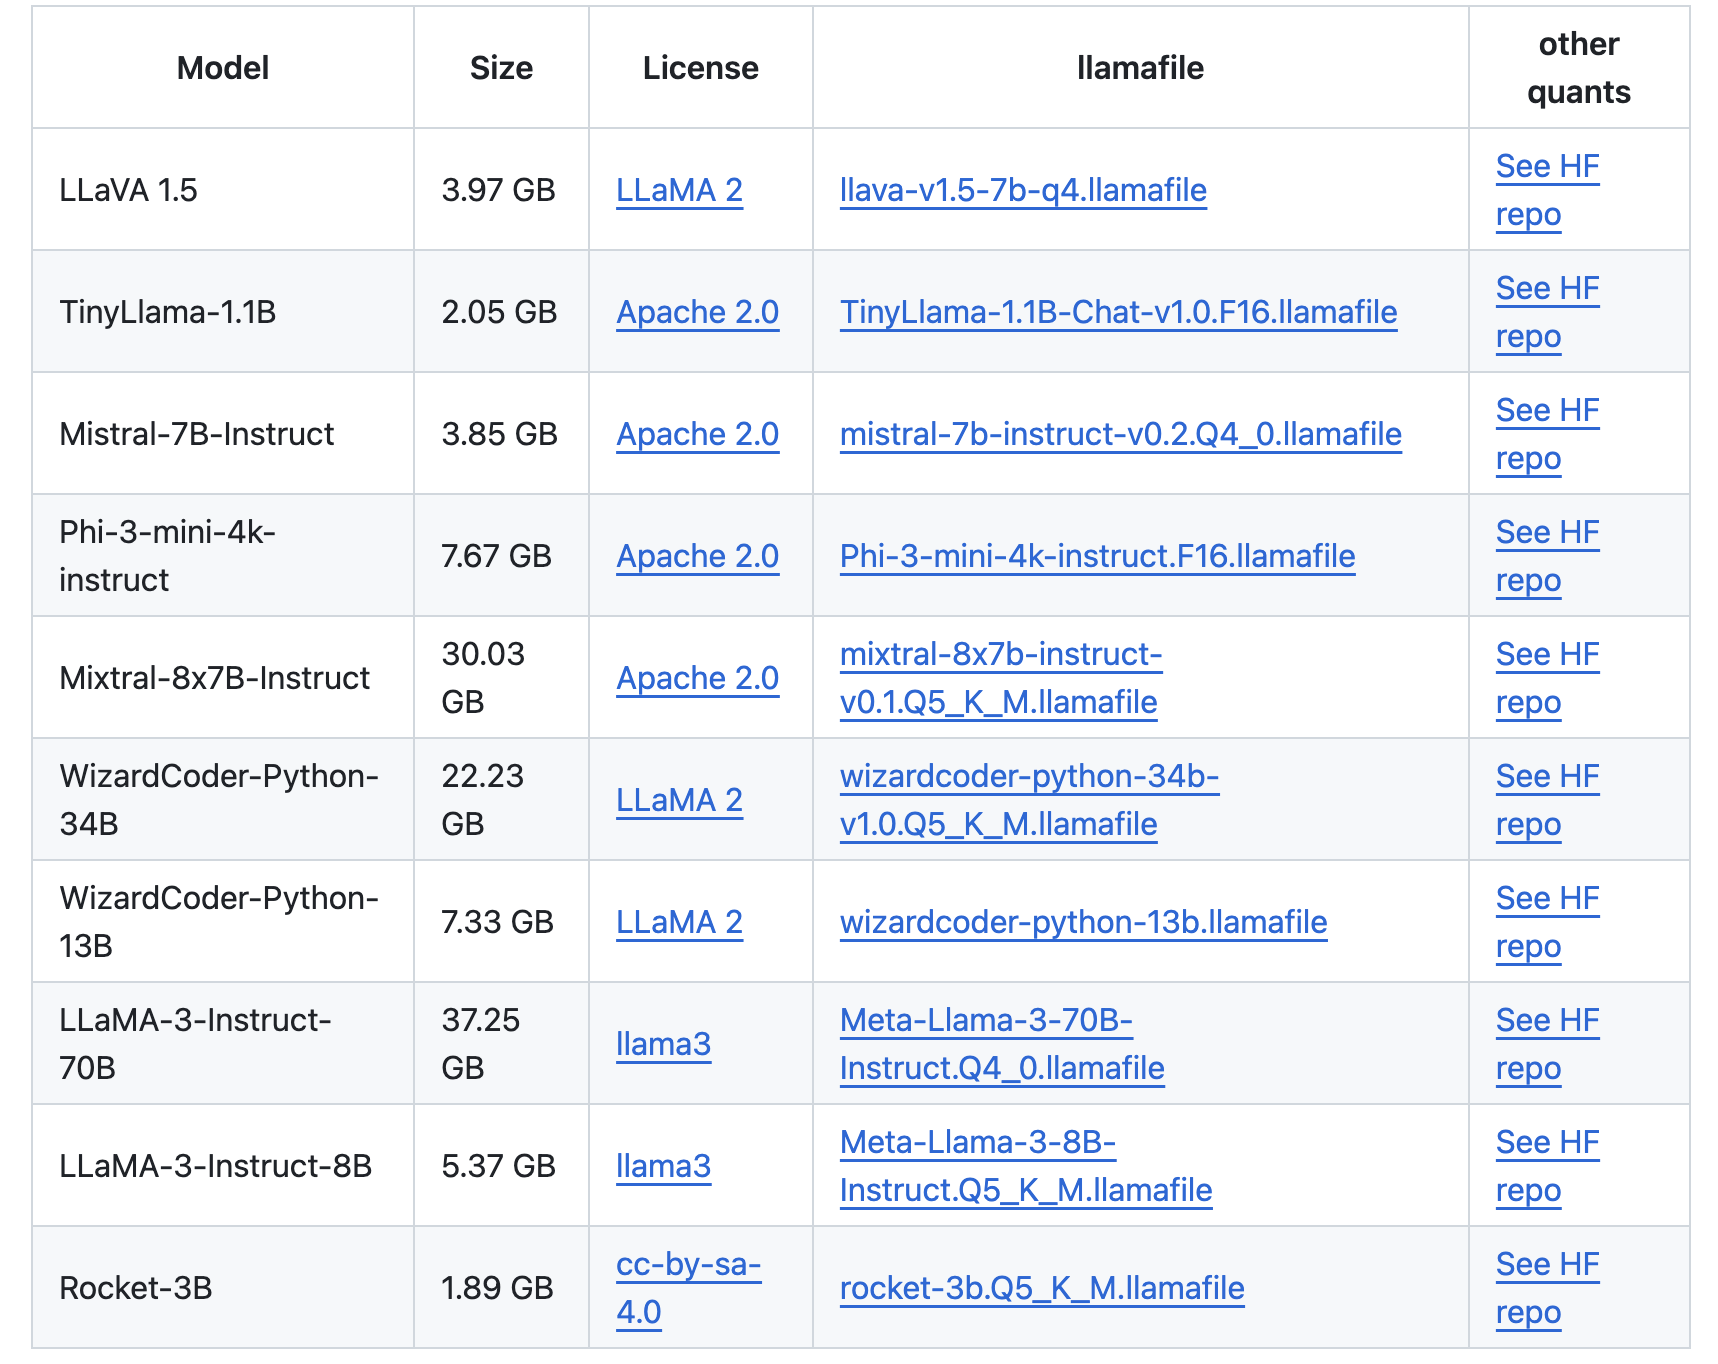 Model Size License llamafile other
quants
LLaVA 1.5 3.97 GB LLaMA 2 llava-v1.5-7b-q4.llamafile See HF
repo
TinyLlama-1.1B 2.05 GB Apache 2.0 TinyLlama-1.1B-Chat-v1.0.F16.llamafile See HF
repo
Mistral-7B-Instruct 3.85 GB Apache 2.0 mistral-7b-instruct-v0.2.Q4_0.llamafile See HF
repo
Phi-3-mini-4k-
instruct 7.67 GB Apache 2.0 Phi-3-mini-4k-instruct.F16.llamafile See HF
repo
Mixtral-8x7B-Instruct 30.03
GB Apache 2.0 mixtral-8x7b-instruct-
v0.1.Q5_K_M.llamafile See HF
repo
WizardCoder-Python-
34B 22.23
GB LLaMA 2 wizardcoder-python-34b-
v1.0.Q5_K_M.llamafile See HF
repo
WizardCoder-Python-
13B 7.33 GB LLaMA 2 wizardcoder-python-13b.llamafile See HF
repo
LLaMA-3-Instruct-
70B 37.25
GB llama3 Meta-Llama-3-70B-
Instruct.Q4_0.llamafile See HF
repo
LLaMA-3-Instruct-8B 5.37 GB llama3 Meta-Llama-3-8B-
Instruct.Q5_K_M.llamafile See HF
repo
Rocket-3B 1.89 GB cc-by-sa-
4.0 rocket-3b.Q5_K_M.llamafile See HF
repo